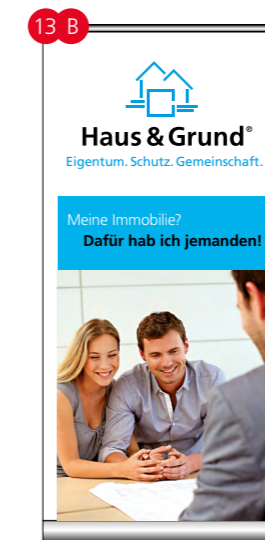 13 B
Haus & Grund®
Eigentum. Schutz. Gemeinschaft.
Meine Immobilie?
Dafür hab ich jemanden!